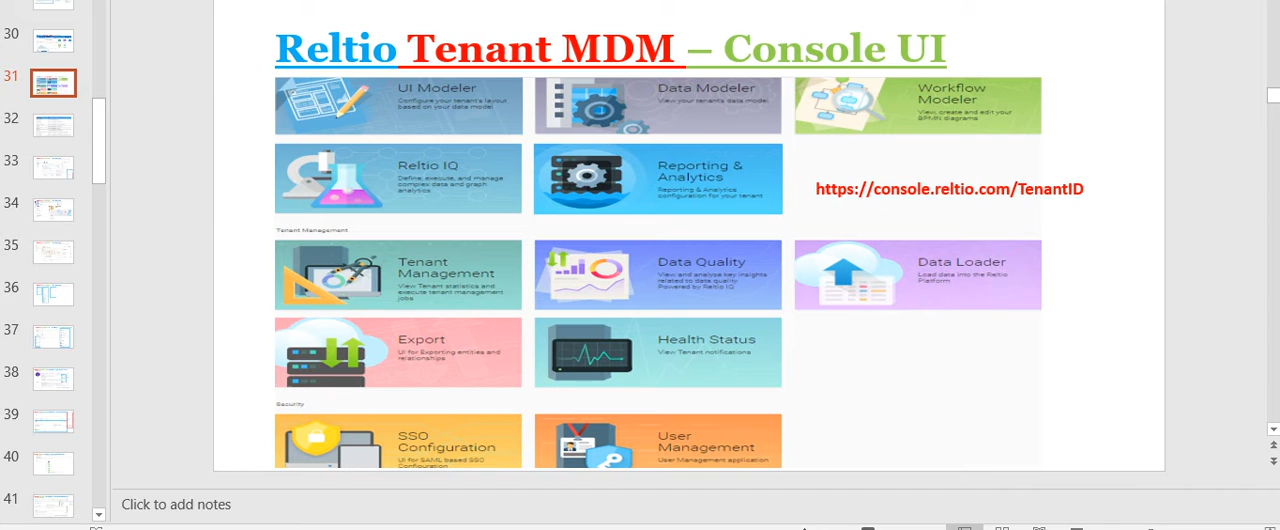 30
31
32
33
34
35
36
37
38
39
40
41
Reltio Tenant MDM – Console UI
UI Modeler
Configure your tenant's layout
based on your data model
Data Modeler
View your tenant's data model
Workflow
Modeler
View, create and edit your
BPMN diagrams
Reltio IQ
Define, execute, and manage
complex data and graph
analytics
Reporting &
Analytics
Reporting & Analytics
configuration for your tenant
https://console.reltio.com/TenantID
Tenant Management
Tenant
Management
View Tenant statistics and
execute tenant management
jobs
Data Quality
View and analyse key insights
related to data quality
Powered by Reltio IQ
Data Loader
Load data into the Reltio
Platform
Export
UI for Exporting entities and
relationships
Health Status
View Tenant notifications
Security
SSO
Configuration
UI for SAML based SSO
Configuration
User
Management
User Management application
Click to add notes